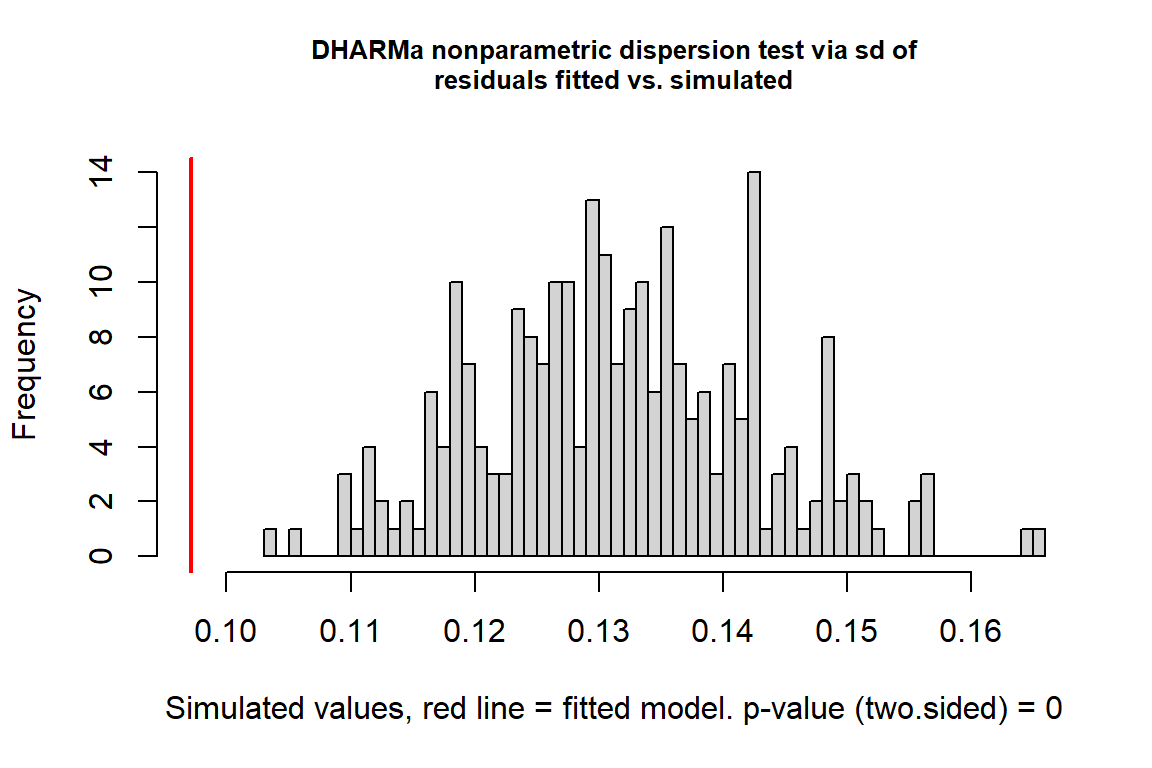 DHARMa nonparametric dispersion test via sd of
residuals fitted vs. simulated
Frequency
14
10
8
6
4
2
0
0.10 0.11 0.12 0.13 0.14 0.15 0.16
Simulated values, red line = fitted model. p-value (two.sided) = 0